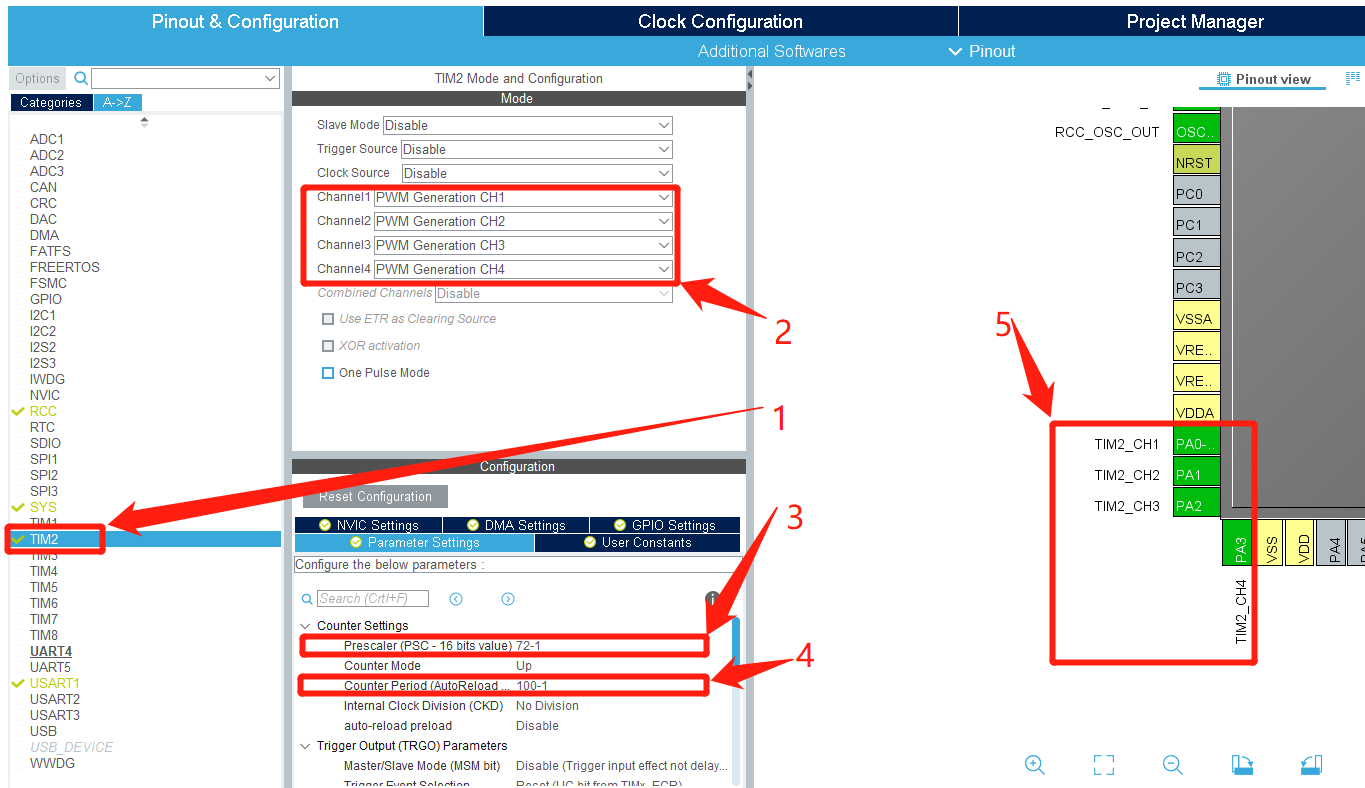 Pinout & Configuration
Clock Configuration
Project Manager
Additional Softwares
Pinout
Options
Categories
A->Z
ADC1
ADC2
ADC3
CAN
CRC
DAC
DMA
FATFS
FREERTOS
FSMC
GPIO
I2C1
I2C2
I2S2
I2S3
IWDG
NVIC
RCC
RTC
SDIO
SPI1
SPI2
SPI3
SYS
TIM1
TIM2
TIM3
TIM4
TIM5
TIM6
TIM7
TIM8
UART4
UART5
USART1
USART2
USART3
USB
USB_DEVICE
WWDG
TIM2 Mode and Configuration
Mode
Slave Mode Disable
Trigger Source Disable
Clock Source Disable
Channel1 PWM Generation CH1
Channel2 PWM Generation CH2
Channel3 PWM Generation CH3
Channel4 PWM Generation CH4
Combined Channels Disable
Use ETR as Clearing Source
XOR activation
One Pulse Mode
2
1
Configuration
Reset Configuration
NVIC Settings
DMA Settings
GPIO Settings
Parameter Settings
User Constants
Configure the below parameters :
Search (Crtl+F)
3
4
Counter Settings
Prescaler (PSC - 16 bits value) 72-1
Counter Mode Up
Counter Period (AutoReload ... 100-1
Internal Clock Division (CKD) No Division
auto-reload preload Disable
Trigger Output (TRGO) Parameters
Master/Slave Mode (MSM bit) Disable (Trigger input effect not delay...
Trigger Event Selection Reset (UG bit from TIMx_EGR)
Pinout view
RCC_OSC_OUT OSC..
NRST
PC0
PC1
PC2
PC3
VSSA
VRE..
VRE..
VDDA
5
TIM2_CH1 PA0-..
TIM2_CH2 PA1
TIM2_CH3 PA2
PA3
VSS
VDD
PA4
PA5
TIM2_CH4